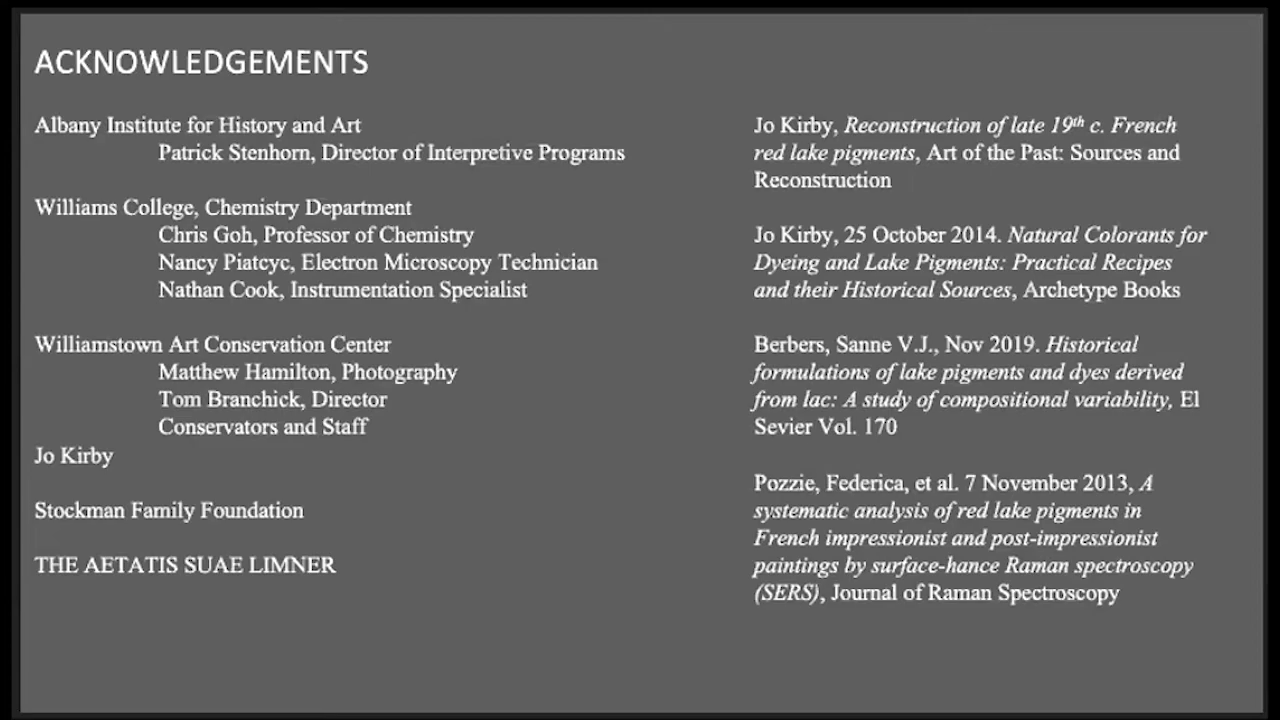 ACKNOWLEDGEMENTS
Albany Institute for History and Art
Patrick Stenhorn, Director of Interpretive Programs
Williams College, Chemistry Department
Chris Goh, Professor of Chemistry
Nancy Piatcyc, Electron Microscopy Technician
Nathan Cook, Instrumentation Specialist
Williamstown Art Conservation Center
Matthew Hamilton, Photography
Tom Branchick, Director
Conservators and Staff
Jo Kirby
Stockman Family Foundation
THE AETATIS SUAE LIMNER
Jo Kirby, Reconstruction of late 19th c. French
red lake pigments, Art of the Past: Sources and
Reconstruction
Jo Kirby, 25 October 2014. Natural Colorants for
Dyeing and Lake Pigments: Practical Recipes
and their Historical Sources, Archetype Books
Berbers, Sanne V.J., Nov 2019. Historical
formulations of lake pigments and dyes derived
from lac: A study of compositional variability, El
Sevier Vol. 170
Pozzie, Federica, et al. 7 November 2013, A
systematic analysis of red lake pigments in
French impressionist and post-impressionist
paintings by surface-hance Raman spectroscopy
(SERS), Journal of Raman Spectroscopy